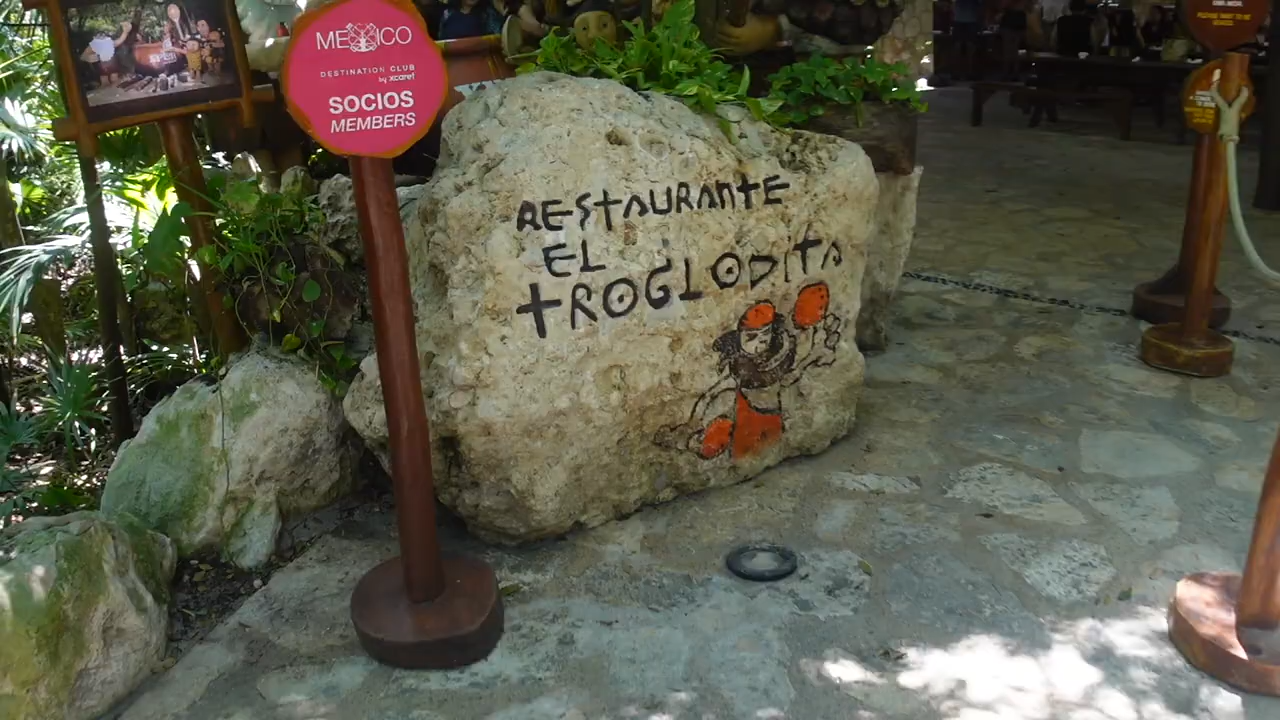 MEXICO
DESTINATION CLUB
by xcaret
SOCIOS
MEMBERS
RESTAURANTE
EL
TROGLODITA